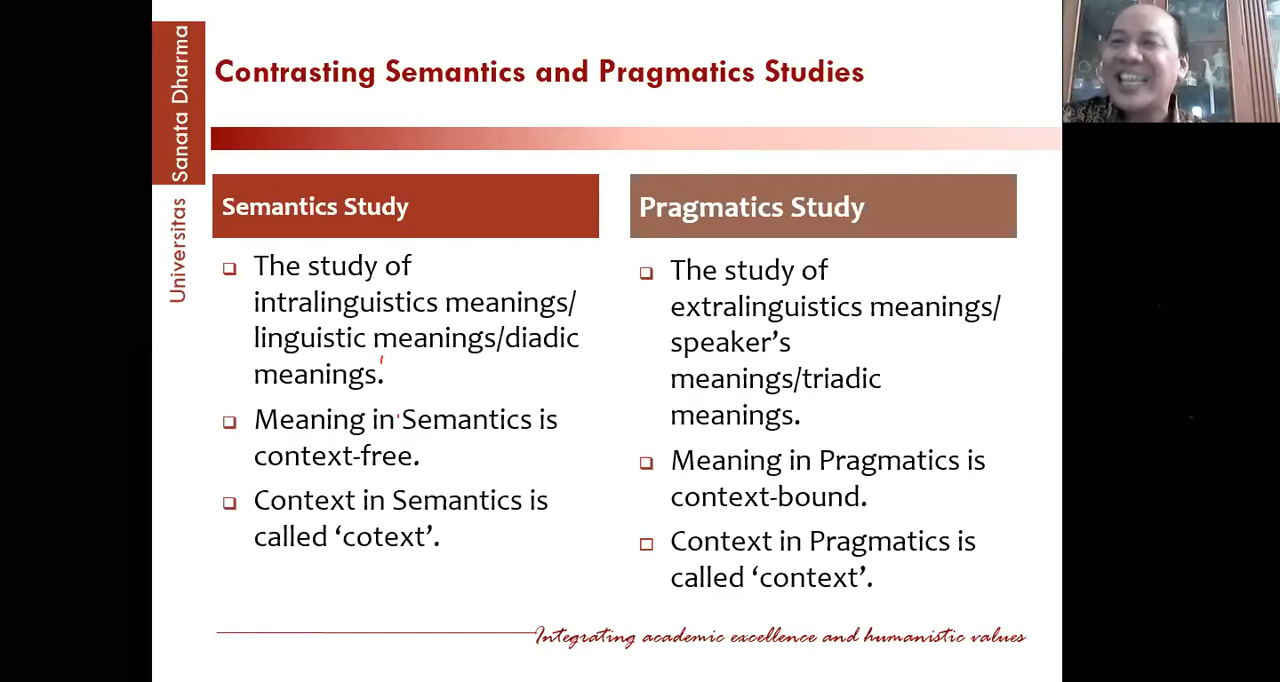 Universitas Sanata Dharma
Contrasting Semantics and Pragmatics Studies
Semantics Study
❑ The study of
intralinguistics meanings/
linguistic meanings/diadic
meanings.
❑ Meaning in Semantics is
context-free.
❑ Context in Semantics is
called ‘cotext’.
Pragmatics Study
❑ The study of
extralinguistics meanings/
speaker’s
meanings/triadic
meanings.
❑ Meaning in Pragmatics is
context-bound.
❑ Context in Pragmatics is
called ‘context’.
Integrating academic excellence and humanistic values